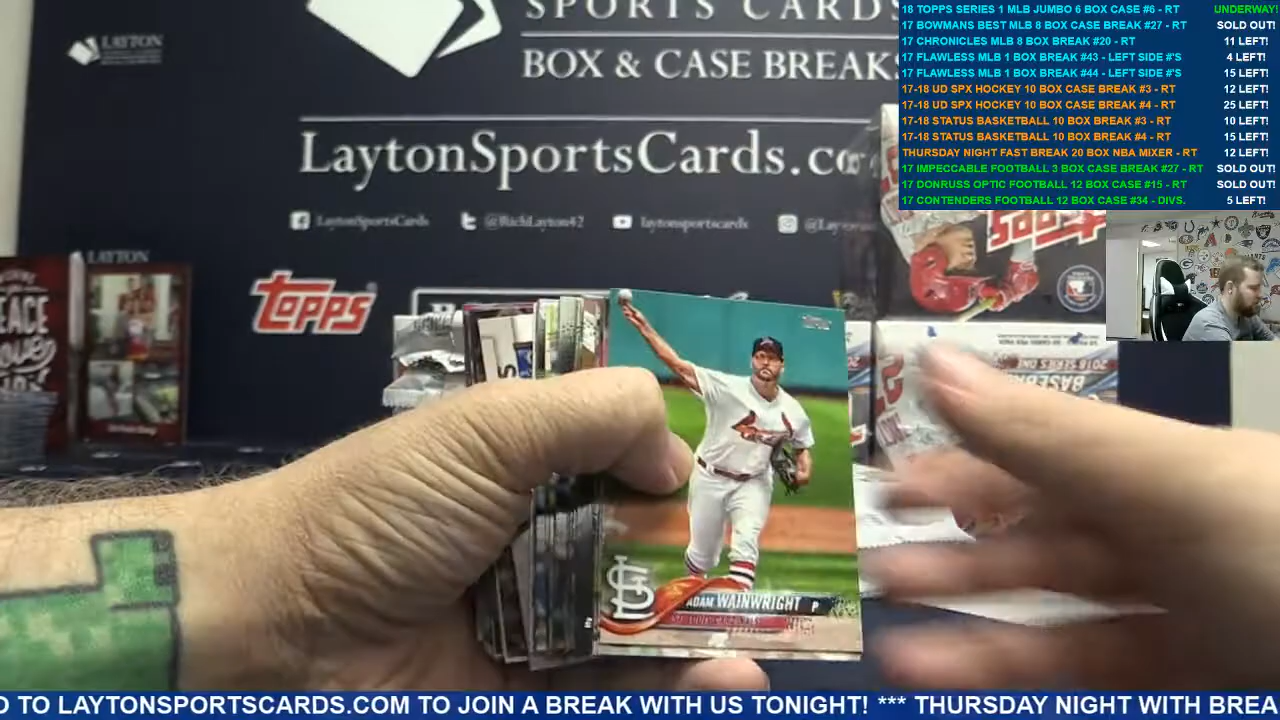 18 TOPPS SERIES 1 MLB JUMBO 6 BOX CASE #6 - RT UNDERWAY!
17 BOWMANS BEST MLB 8 BOX CASE BREAK #27 - RT SOLD OUT!
17 CHRONICLES MLB 8 BOX BREAK #20 - RT 11 LEFT!
17 FLAWLESS MLB 1 BOX BREAK #43 - LEFT SIDE #'S 4 LEFT!
17 FLAWLESS MLB 1 BOX BREAK #44 - LEFT SIDE #'S 15 LEFT!
17-18 UD SPX HOCKEY 10 BOX CASE BREAK #3 - RT 12 LEFT!
17-18 UD SPX HOCKEY 10 BOX CASE BREAK #4 - RT 25 LEFT!
17-18 STATUS BASKETBALL 10 BOX BREAK #3 - RT 10 LEFT!
17-18 STATUS BASKETBALL 10 BOX BREAK #4 - RT 15 LEFT!
THURSDAY NIGHT FAST BREAK 20 BOX NBA MIXER - RT 12 LEFT!
17 IMPECCABLE FOOTBALL 3 BOX CASE BREAK #27 - RT SOLD OUT!
17 DONRUSS OPTIC FOOTBALL 12 BOX CASE #15 - RT SOLD OUT!
17 CONTENDERS FOOTBALL 12 BOX CASE #34 - DIVS. 5 LEFT!
LAYTON
SPORTS CARDS
BOX & CASE BREAKS
LaytonSportsCards.co
LaytonSportsCards @RichLayton42 laytonsportscards
LAYTON
TOPPS
PEACE
Love
topps
2018 SERIES ONE
BASEB
STL
ADAM WAINWRIGHT P
O TO LAYTONSPORTSCARDS.COM TO JOIN A BREAK WITH US TONIGHT! *** THURSDAY NIGHT WITH BREA